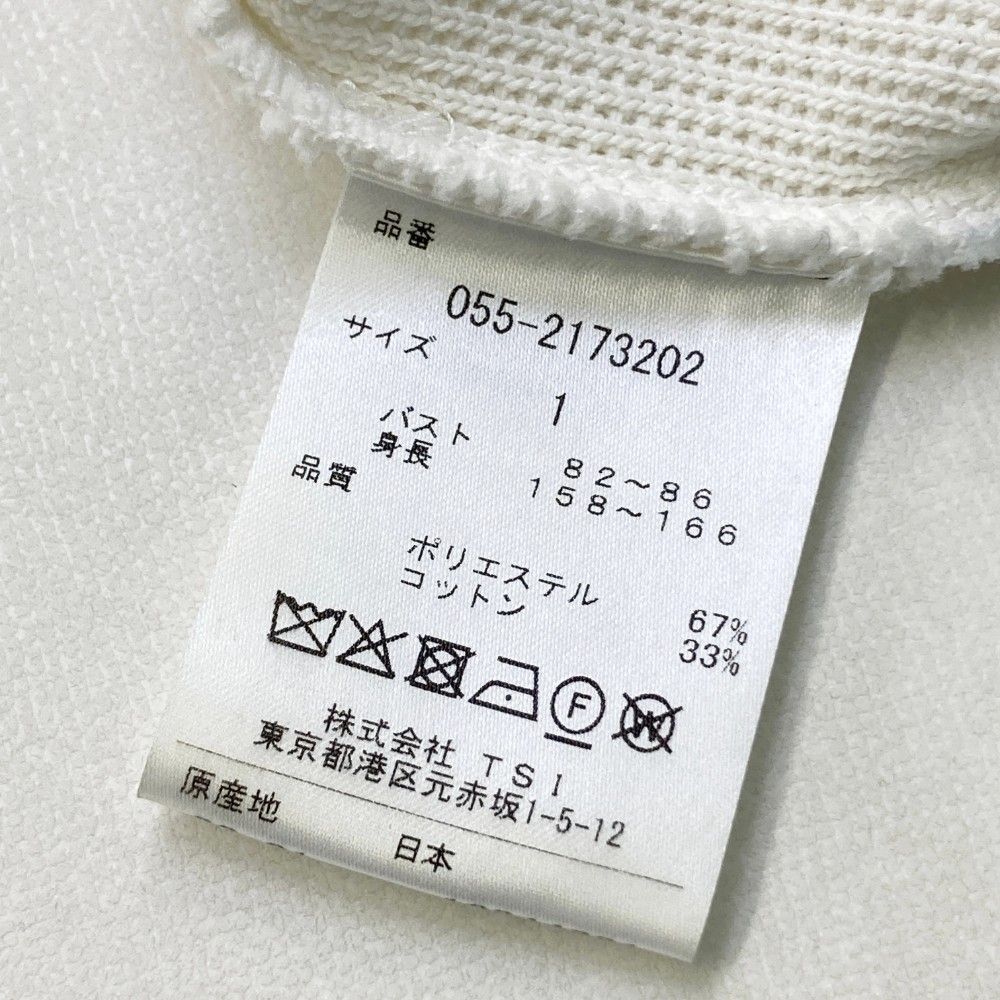 品番
055-2173202
サイズ
1
バスト 82～86
身長 158～166
品質
ポリエステル 67%
コットン 33%
F W
株式会社 TSI
東京都港区元赤坂1-5-12
原産地
日本